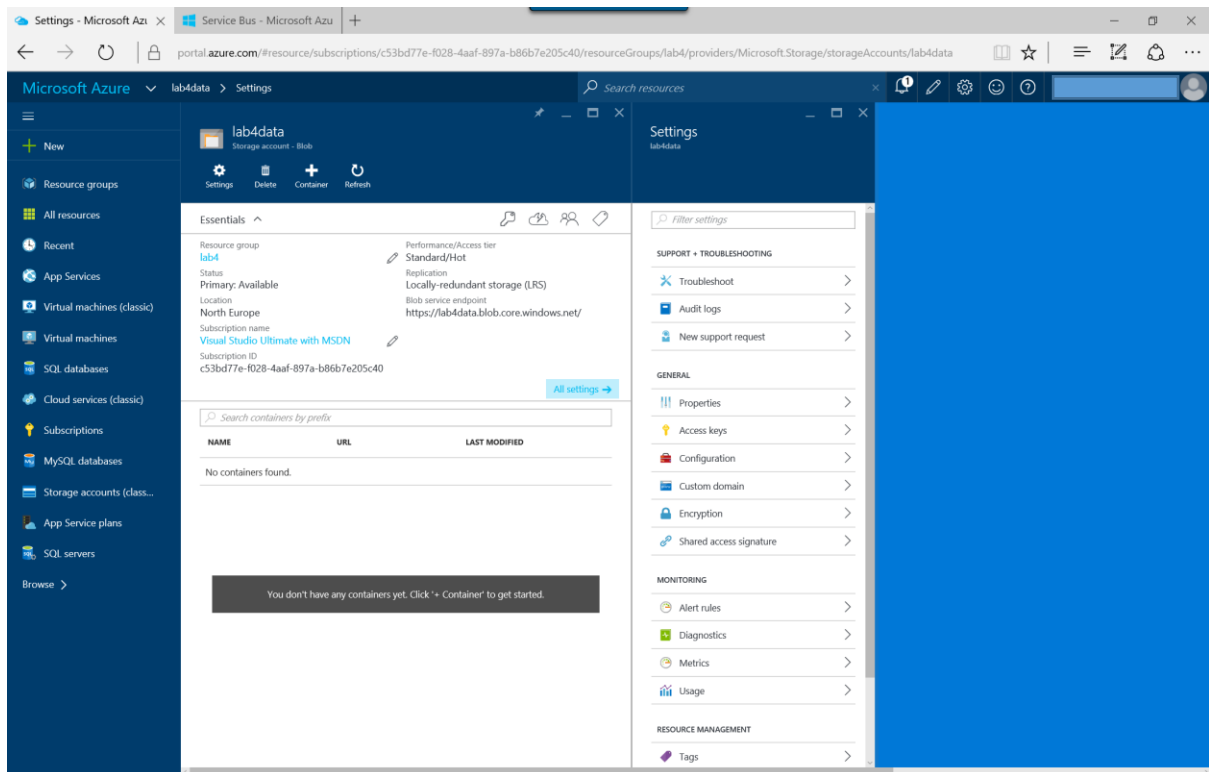 Settings - Microsoft Azu
Service Bus - Microsoft Azu
portal.azure.com/#resource/subscriptions/c53bd77e-f028-4aaf-897a-b86b7e205c40/resourceGroups/lab4/providers/Microsoft.Storage/storageAccounts/lab4data
Microsoft Azure
lab4data > Settings
Search resources
1
New
Resource groups
All resources
Recent
App Services
Virtual machines (classic)
Virtual machines
SQL databases
Cloud services (classic)
Subscriptions
MySQL databases
Storage accounts (class...
App Service plans
SQL servers
Browse >
lab4data
Storage account - Blob
Settings
Delete
Container
Refresh
Essentials
Resource group
lab4
Status
Primary: Available
Location
North Europe
Subscription name
Visual Studio Ultimate with MSDN
Subscription ID
c53bd77e-f028-4aaf-897a-b86b7e205c40
Performance/Access tier
Standard/Hot
Replication
Locally-redundant storage (LRS)
Blob service endpoint
https://lab4data.blob.core.windows.net/
All settings →
Search containers by prefix
NAME URL LAST MODIFIED
No containers found.
You don't have any containers yet. Click '+ Container' to get started.
Settings
lab4data
Filter settings
SUPPORT + TROUBLESHOOTING
Troubleshoot
Audit logs
New support request
GENERAL
Properties
Access keys
Configuration
Custom domain
Encryption
Shared access signature
MONITORING
Alert rules
Diagnostics
Metrics
Usage
RESOURCE MANAGEMENT
Tags